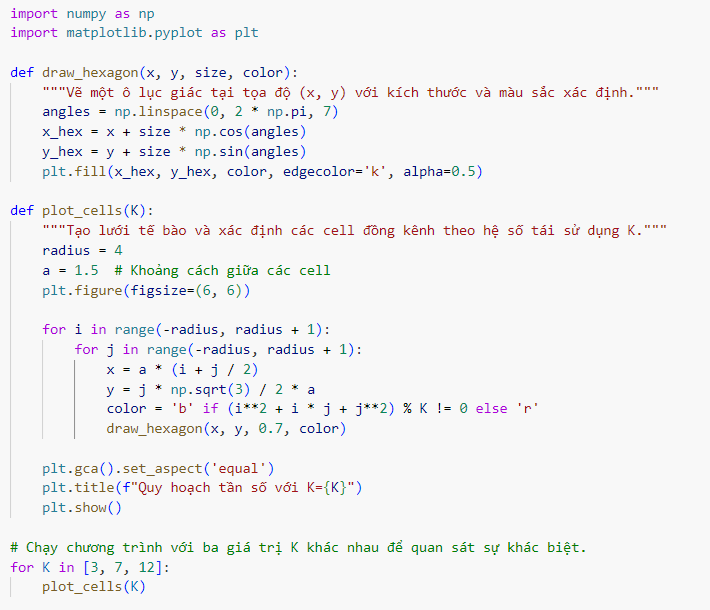 import numpy as np
import matplotlib.pyplot as plt

def draw_hexagon(x, y, size, color):
    """Vẽ một ô lục giác tại tọa độ (x, y) với kích thước và màu sắc xác định."""
    angles = np.linspace(0, 2 * np.pi, 7)
    x_hex = x + size * np.cos(angles)
    y_hex = y + size * np.sin(angles)
    plt.fill(x_hex, y_hex, color, edgecolor='k', alpha=0.5)

def plot_cells(K):
    """Tạo lưới tế bào và xác định các cell đồng kênh theo hệ số tái sử dụng K."""
    radius = 4
    a = 1.5  # Khoảng cách giữa các cell
    plt.figure(figsize=(6, 6))

    for i in range(-radius, radius + 1):
        for j in range(-radius, radius + 1):
            x = a * (i + j / 2)
            y = j * np.sqrt(3) / 2 * a
            color = 'b' if (i**2 + i * j + j**2) % K != 0 else 'r'
            draw_hexagon(x, y, 0.7, color)

    plt.gca().set_aspect('equal')
    plt.title(f"Quy hoạch tần số với K={K}")
    plt.show()

# Chạy chương trình với ba giá trị K khác nhau để quan sát sự khác biệt.
for K in [3, 7, 12]:
    plot_cells(K)